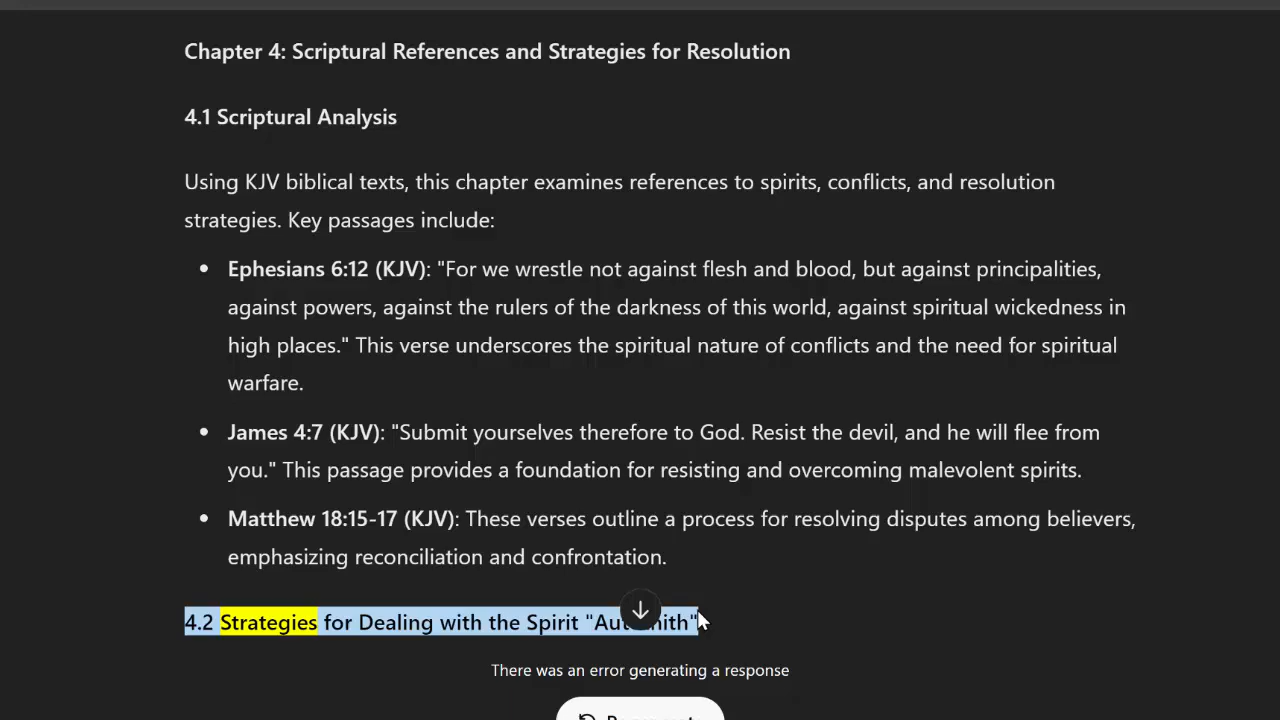 Chapter 4: Scriptural References and Strategies for Resolution
4.1 Scriptural Analysis
Using KJV biblical texts, this chapter examines references to spirits, conflicts, and resolution
strategies. Key passages include:
• Ephesians 6:12 (KJV): "For we wrestle not against flesh and blood, but against principalities,
against powers, against the rulers of the darkness of this world, against spiritual wickedness in
high places." This verse underscores the spiritual nature of conflicts and the need for spiritual
warfare.
• James 4:7 (KJV): "Submit yourselves therefore to God. Resist the devil, and he will flee from
you." This passage provides a foundation for resisting and overcoming malevolent spirits.
• Matthew 18:15-17 (KJV): These verses outline a process for resolving disputes among believers,
emphasizing reconciliation and confrontation.
4.2 Strategies for Dealing with the Spirit
There was an error generating a response